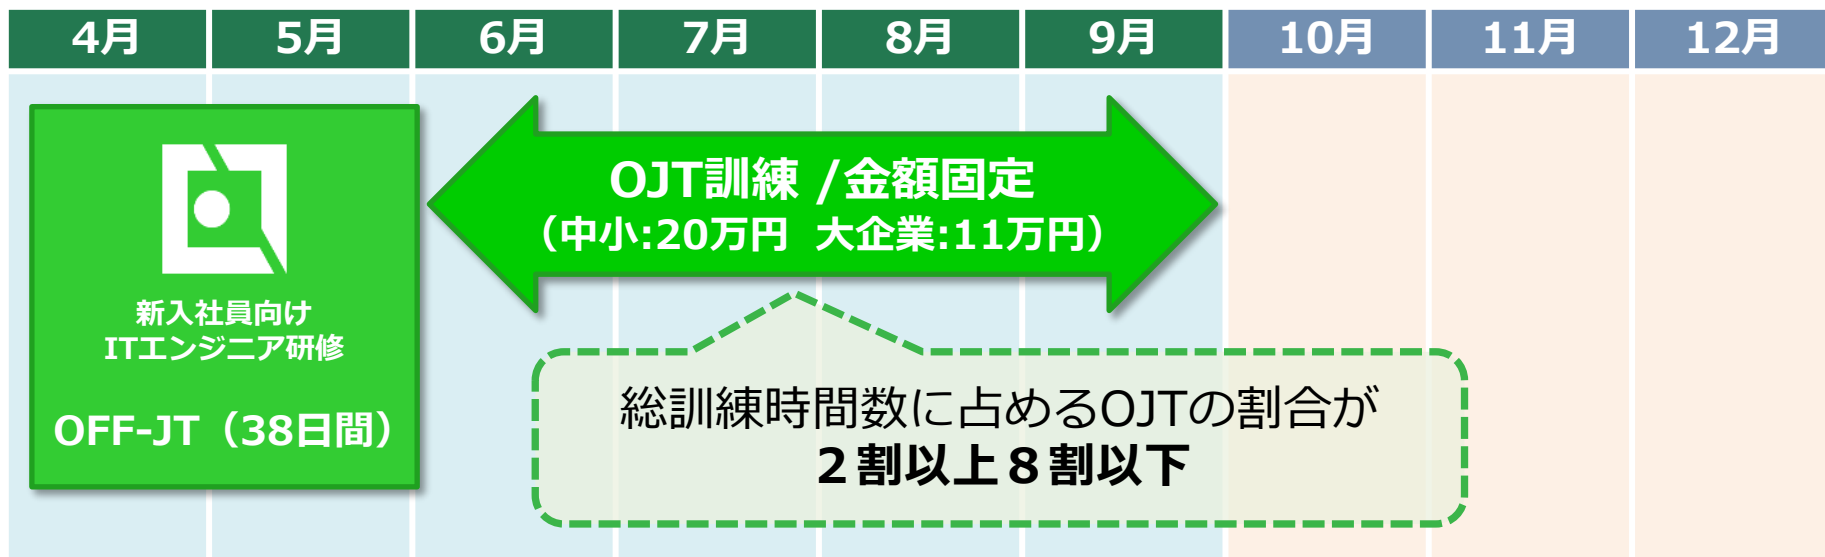 4月 5月 6月 7月 8月 9月 10月 11月 12月
新入社員向け
ITエンジニア研修
OFF-JT（38日間）
OJT訓練 /金額固定
（中小:20万円 大企業:11万円）
総訓練時間数に占めるOJTの割合が
２割以上８割以下